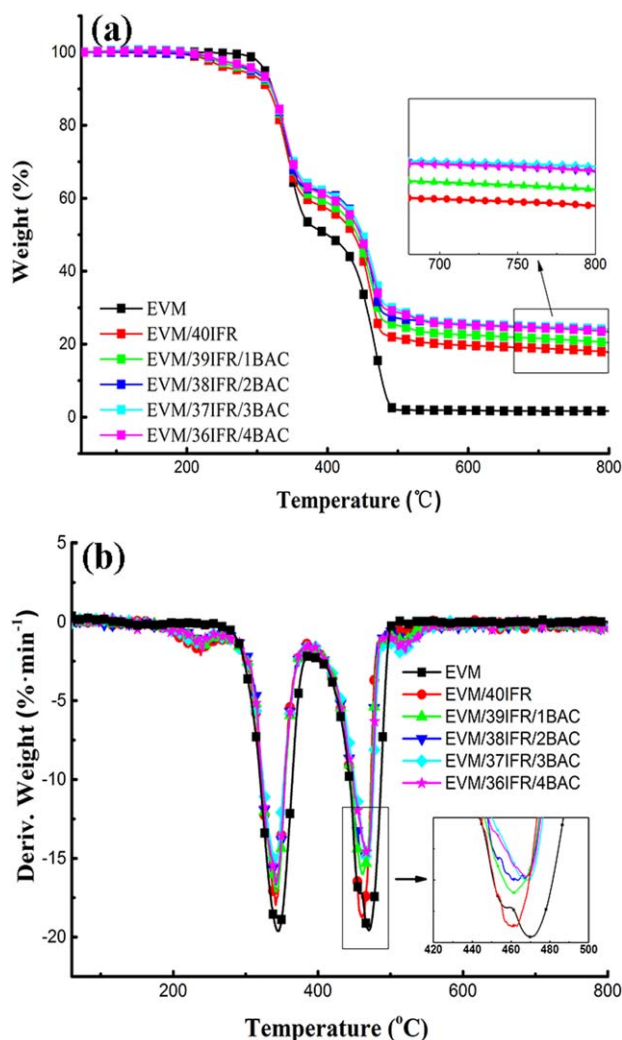 (a)
100
80
60
40
20
0
Weight (%)
EVM
EVM/40IFR
EVM/39IFR/1BAC
EVM/38IFR/2BAC
EVM/37IFR/3BAC
EVM/36IFR/4BAC
700 750 800
200 400 600 800
Temperature (℃)
(b)
5
0
-5
-10
-15
-20
Deriv. Weight (%·min⁻¹)
EVM
EVM/40IFR
EVM/39IFR/1BAC
EVM/38IFR/2BAC
EVM/37IFR/3BAC
EVM/36IFR/4BAC
420 440 460 480 500
200 400 600 800
Temperature (°C)